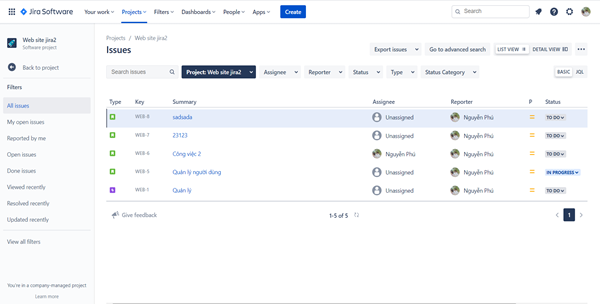 Jira Software Your work Projects Filters Dashboards People Apps Create Search
Web site jira2
Software project
Back to project
Filters
All issues
My open issues
Reported by me
Open issues
Done issues
Viewed recently
Resolved recently
Updated recently
View all filters
You're in a company-managed project
Learn more
Projects / Web site jira2
Issues
Export issues Go to advanced search LIST VIEW DETAIL VIEW
Search issues Project: Web site jira2 Assignee Reporter Status Type Status Category BASIC JQL
Type Key Summary Assignee Reporter P Status
sadsada Unassigned Nguyễn Phú TO DO
WEB-7 23123 Unassigned Nguyễn Phú TO DO
Công việc 2 Nguyễn Phú Nguyễn Phú TO DO
WEB-5 Quản lý người dùng Unassigned Nguyễn Phú IN PROGRESS
WEB-1 Quản lý Unassigned Nguyễn Phú TO DO
Give feedback 1-5 of 5 1